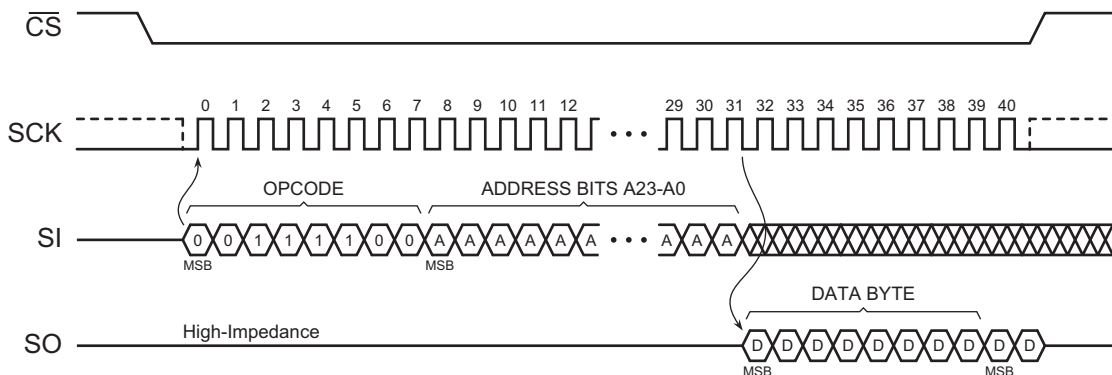 CS
0 1 2 3 4 5 6 7 8 9 10 11 12 29 30 31 32 33 34 35 36 37 38 39 40
SCK
OPCODE ADDRESS BITS A23-A0
SI 0 0 1 1 1 1 0 0 A A A A A A • • • A A A
MSB MSB
DATA BYTE
High-Impedance
SO D D D D D D D D D D
MSB MSB